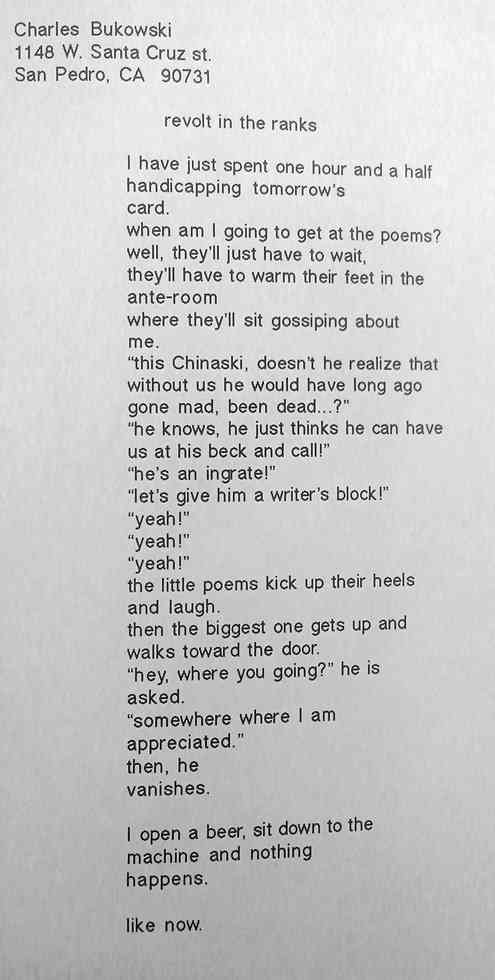 Charles Bukowski
1148 W. Santa Cruz st.
San Pedro, CA 90731
revolt in the ranks
I have just spent one hour and a half
handicapping tomorrow's
card.
when am I going to get at the poems?
well, they'll just have to wait,
they'll have to warm their feet in the
ante-room
where they'll sit gossiping about
me.
“this Chinaski, doesn't he realize that
without us he would have long ago
gone mad, been dead...?”
“he knows, he just thinks he can have
us at his beck and call!”
“he's an ingrate!”
“let's give him a writer's block!”
“yeah!”
“yeah!”
“yeah!”
the little poems kick up their heels
and laugh.
then the biggest one gets up and
walks toward the door.
“hey, where you going?” he is
asked.
“somewhere where I am
appreciated.”
then, he
vanishes.
I open a beer, sit down to the
machine and nothing
happens.
like now.